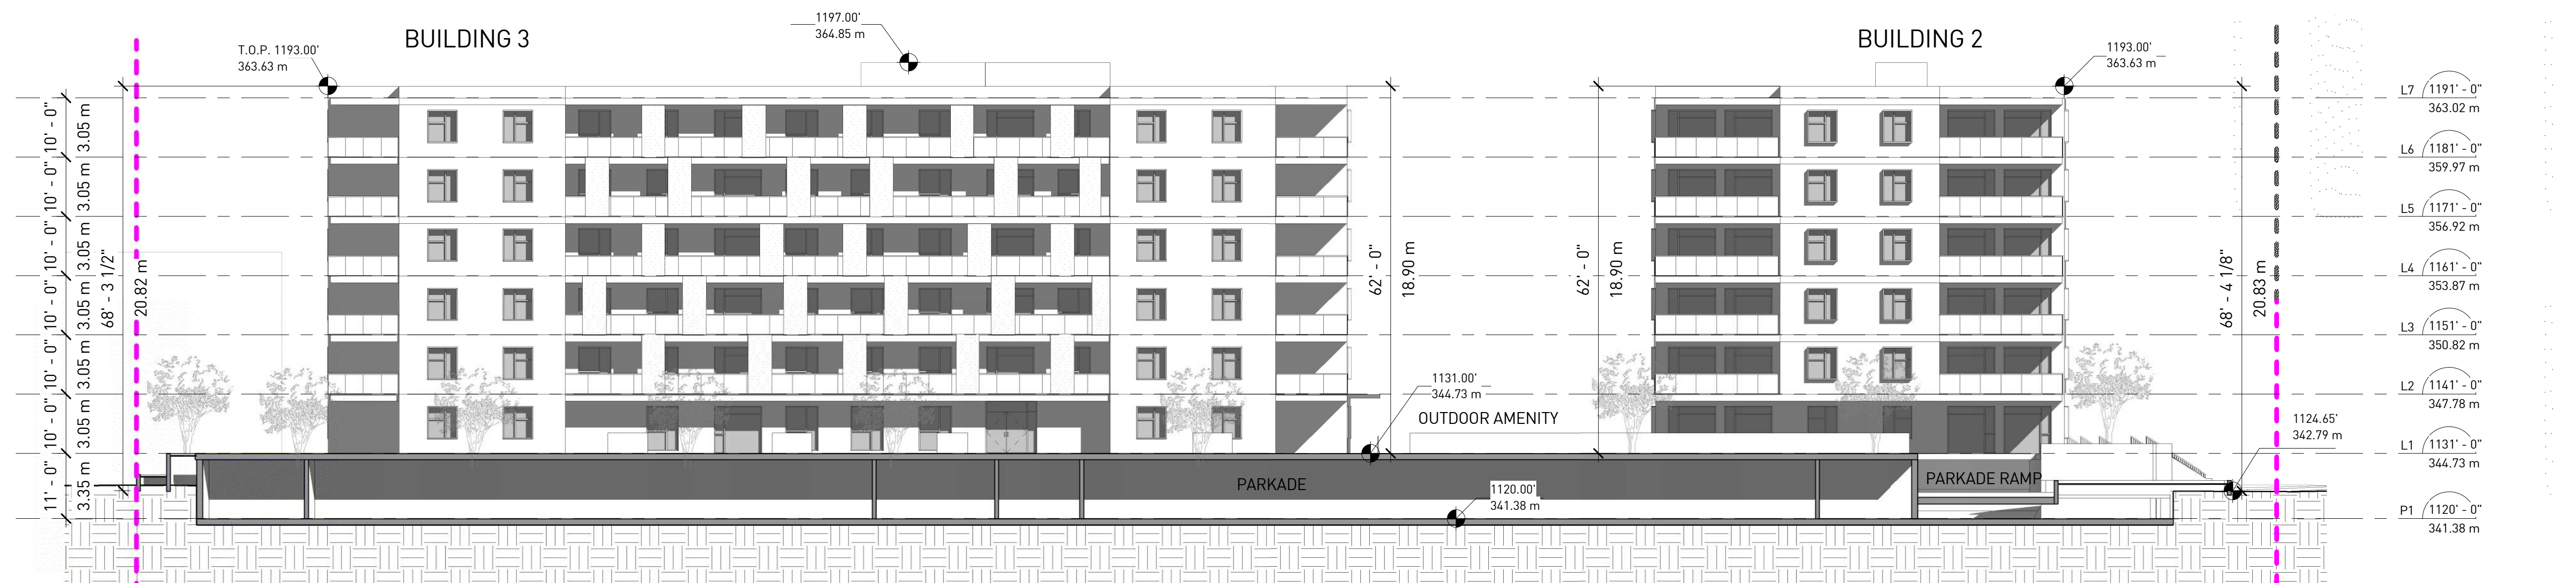 BUILDING 3
BUILDING 2
T.O.P. 1193.00'
363.63 m
1197.00'
364.85 m
1193.00'
363.63 m
10' - 0"
3.05 m
10' - 0"
3.05 m
10' - 0"
3.05 m
10' - 0"
3.05 m
10' - 0"
3.05 m
10' - 0"
3.05 m
11' - 0"
3.35 m
68' - 3 1/2"
20.82 m
62' - 0"
18.90 m
62' - 0"
18.90 m
68' - 4 1/8"
20.83 m
L7 1191' - 0"
363.02 m
L6 1181' - 0"
359.97 m
L5 1171' - 0"
356.92 m
L4 1161' - 0"
353.87 m
L3 1151' - 0"
350.82 m
L2 1141' - 0"
347.78 m
L1 1131' - 0"
344.73 m
P1 1120' - 0"
341.38 m
1131.00'
344.73 m
OUTDOOR AMENITY
1124.65'
342.79 m
PARKADE
PARKADE RAMP
1120.00'
341.38 m